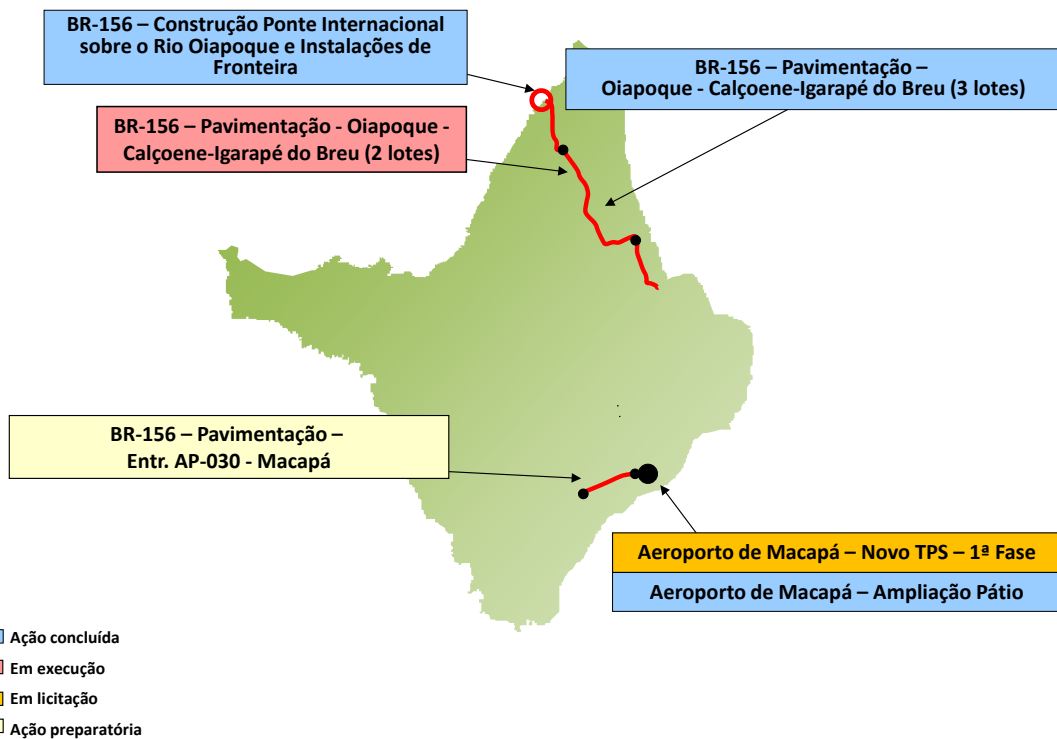 BR-156 – Construção Ponte Internacional
sobre o Rio Oiapoque e Instalações de
Fronteira
BR-156 – Pavimentação –
Oiapoque - Calçoene-Igarapé do Breu (3 lotes)
BR-156 – Pavimentação - Oiapoque -
Calçoene-Igarapé do Breu (2 lotes)
BR-156 – Pavimentação –
Entr. AP-030 - Macapá
Aeroporto de Macapá – Novo TPS – 1ª Fase
Aeroporto de Macapá – Ampliação Pátio
Ação concluída
Em execução
Em licitação
Ação preparatória